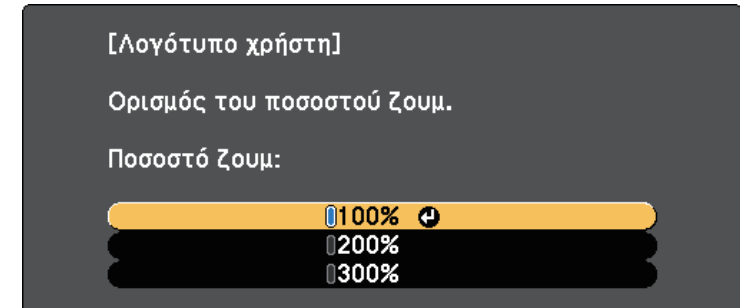 [Λογότυπο χρήστη]
Ορισμός του ποσοστού ζουμ.
Ποσοστό ζουμ:
100%
200%
300%